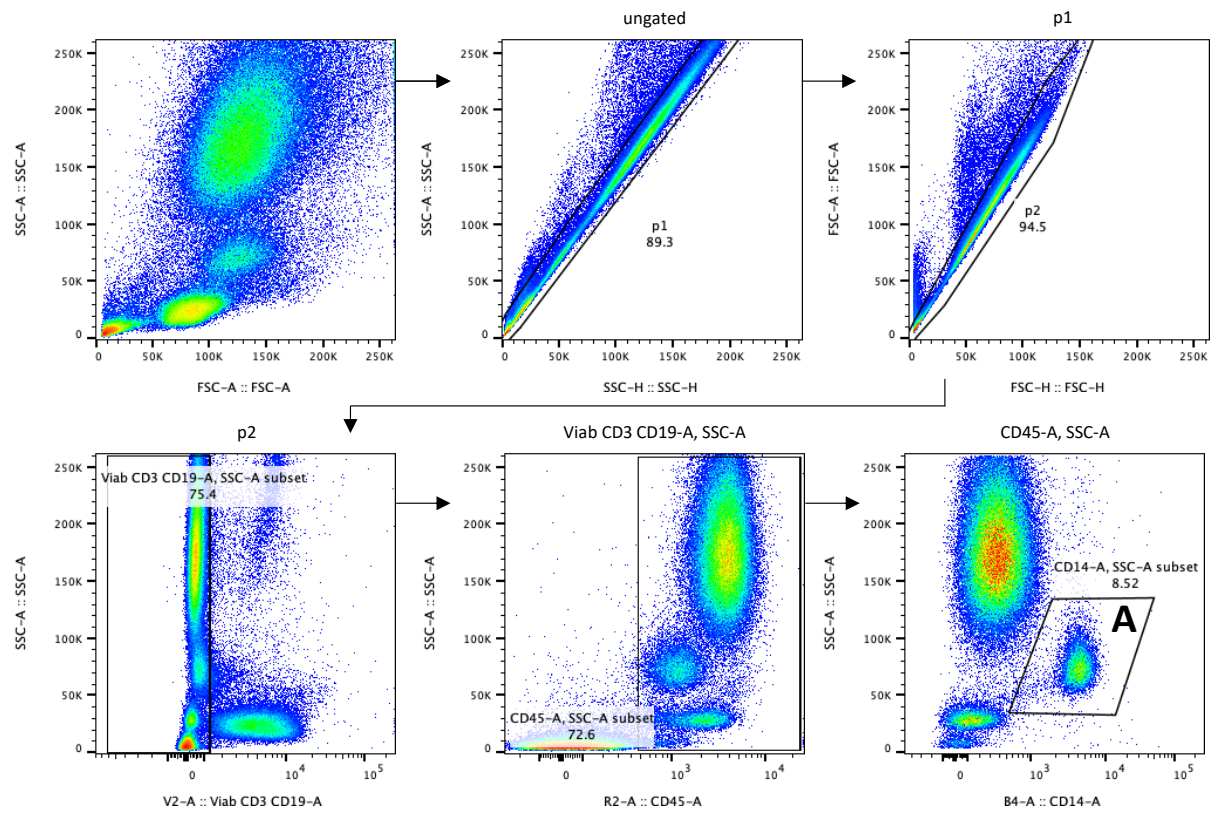 ungated
p1
250K
200K
150K
100K
50K
0
SSC-A :: SSC-A
0 50K 100K 150K 200K 250K
FSC-A :: FSC-A
250K
200K
150K
100K
50K
0
SSC-A :: SSC-A
p1
89.3
0 50K 100K 150K 200K 250K
SSC-H :: SSC-H
250K
200K
150K
100K
50K
0
FSC-A :: FSC-A
p2
94.5
0 50K 100K 150K 200K 250K
FSC-H :: FSC-H
p2
Viab CD3 CD19-A, SSC-A
CD45-A, SSC-A
250K
200K
150K
100K
50K
0
SSC-A :: SSC-A
Viab CD3 CD19-A, SSC-A subset
75.4
0 10^4 10^5
V2-A :: Viab CD3 CD19-A
250K
200K
150K
100K
50K
0
SSC-A :: SSC-A
CD45-A, SSC-A subset
72.6
0 10^3 10^4
R2-A :: CD45-A
250K
200K
150K
100K
50K
0
SSC-A :: SSC-A
CD14-A, SSC-A subset
8.52
A
0 10^3 10^4 10^5
B4-A :: CD14-A